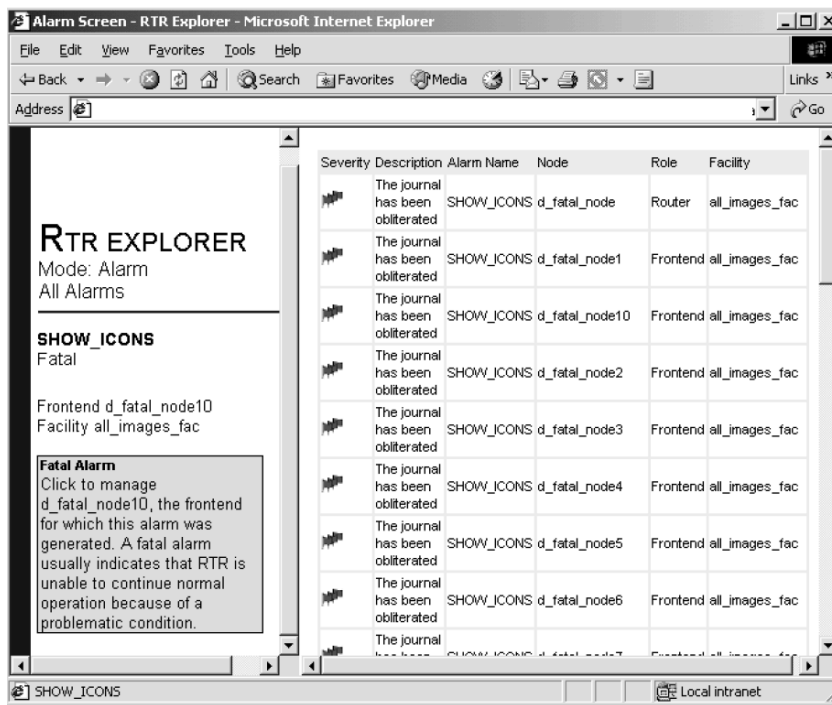 Alarm Screen - RTR Explorer - Microsoft Internet Explorer
File Edit View Favorites Tools Help
Back Search Favorites Media Links »
Address Go
RTR EXPLORER
Mode: Alarm
All Alarms
SHOW_ICONS
Fatal
Frontend d_fatal_node10
Facility all_images_fac
Fatal Alarm
Click to manage
d_fatal_node10, the frontend
for which this alarm was
generated. A fatal alarm
usually indicates that RTR is
unable to continue normal
operation because of a
problematic condition.
Severity Description Alarm Name Node Role Facility
The journal
has been
obliterated
SHOW_ICONS d_fatal_node Router all_images_fac
The journal
has been
obliterated
SHOW_ICONS d_fatal_node1 Frontend all_images_fac
The journal
has been
obliterated
SHOW_ICONS d_fatal_node10 Frontend all_images_fac
The journal
has been
obliterated
SHOW_ICONS d_fatal_node2 Frontend all_images_fac
The journal
has been
obliterated
SHOW_ICONS d_fatal_node3 Frontend all_images_fac
The journal
has been
obliterated
SHOW_ICONS d_fatal_node4 Frontend all_images_fac
The journal
has been
obliterated
SHOW_ICONS d_fatal_node5 Frontend all_images_fac
The journal
has been
obliterated
SHOW_ICONS d_fatal_node6 Frontend all_images_fac
The journal
SHOW_ICONS Local intranet